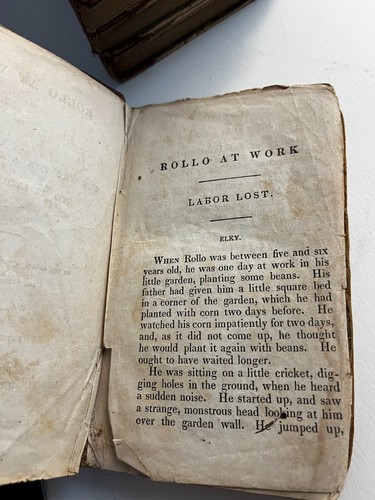 ROLLO AT WORK
LABOR LOST.
ELKY.
WHEN Rollo was between five and six
years old, he was one day at work in his
little garden, planting some beans. His
father had given him a little square bed
in a corner of the garden, which he had
planted with corn two days before. He
watched his corn impatiently for two days,
and, as it did not come up, he thought
he would plant it again with beans. He
ought to have waited longer.
He was sitting on a little cricket, dig-
ging holes in the ground, when he heard
a sudden noise. He started up, and saw
a strange, monstrous head looking at him
over the garden wall. He jumped up,